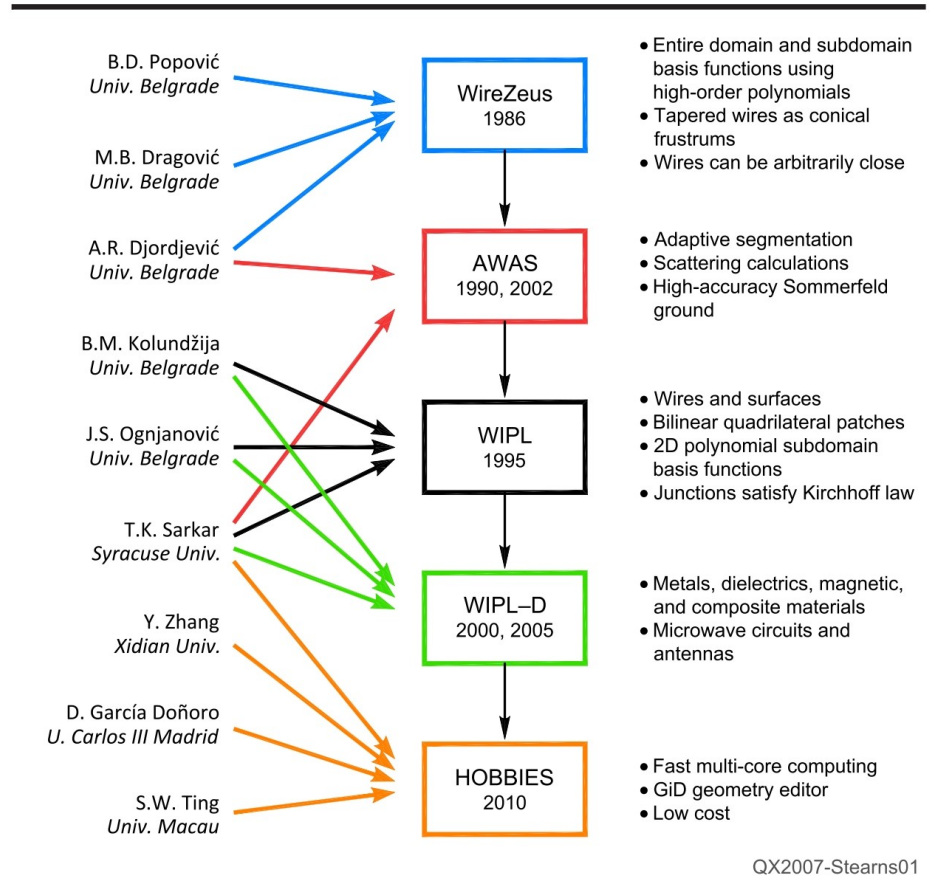 B.D. Popović
Univ. Belgrade
M.B. Dragović
Univ. Belgrade
A.R. Djordjević
Univ. Belgrade
B.M. Kolundžija
Univ. Belgrade
J.S. Ognjanović
Univ. Belgrade
T.K. Sarkar
Syracuse Univ.
Y. Zhang
Xidian Univ.
D. García Doñoro
U. Carlos III Madrid
S.W. Ting
Univ. Macau
WireZeus
1986
AWAS
1990, 2002
WIPL
1995
WIPL–D
2000, 2005
HOBBIES
2010
• Entire domain and subdomain
basis functions using
high-order polynomials
• Tapered wires as conical
frustrums
• Wires can be arbitrarily close
• Adaptive segmentation
• Scattering calculations
• High-accuracy Sommerfeld
ground
• Wires and surfaces
• Bilinear quadrilateral patches
• 2D polynomial subdomain
basis functions
• Junctions satisfy Kirchhoff law
• Metals, dielectrics, magnetic,
and composite materials
• Microwave circuits and
antennas
• Fast multi-core computing
• GiD geometry editor
• Low cost
QX2007-Stearns01